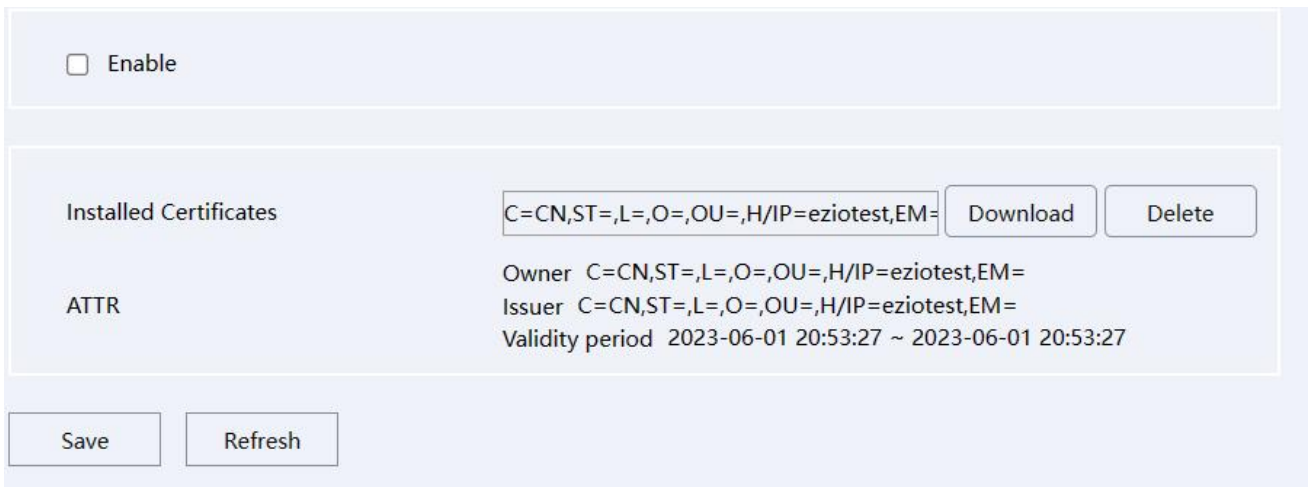 Enable
Installed Certificates C=CN,ST=,L=,O=,OU=,H/IP=eziotest,EM= Download Delete
ATTR
Owner C=CN,ST=,L=,O=,OU=,H/IP=eziotest,EM=
Issuer C=CN,ST=,L=,O=,OU=,H/IP=eziotest,EM=
Validity period 2023-06-01 20:53:27 ~ 2023-06-01 20:53:27
Save Refresh